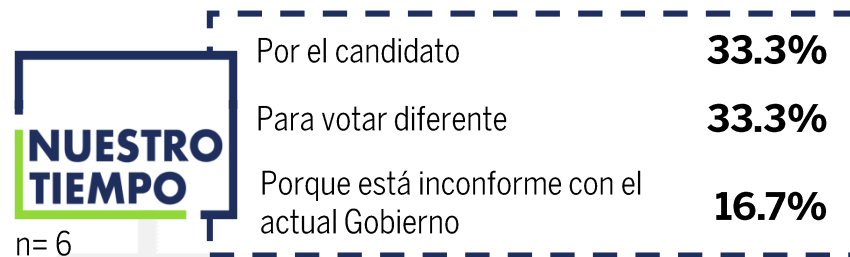 Por el candidato 33.3%
Para votar diferente 33.3%
NUESTRO
TIEMPO
Porque está inconforme con el
actual Gobierno 16.7%
n= 6